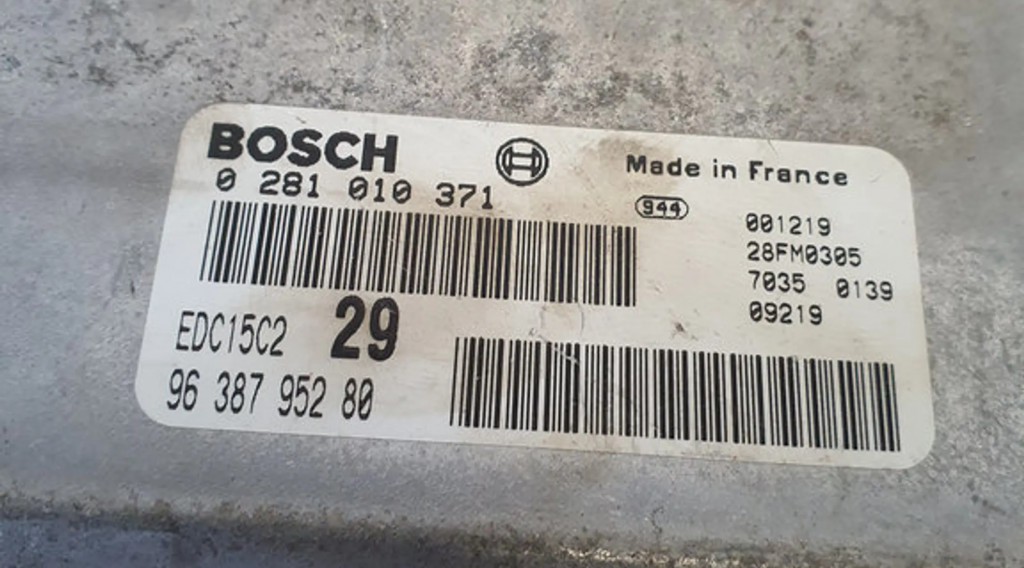 BOSCH
Made in France
0 281 010 371
944
001219
28FM0305
7035 0139
09219
EDC15C2 29
96 387 952 80